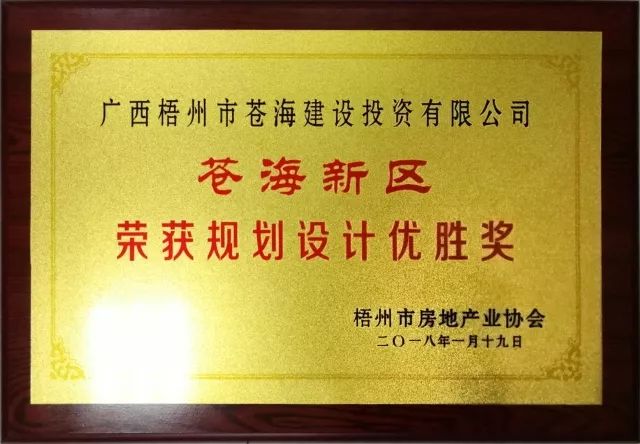 广西梧州市苍海建设投资有限公司
苍海新区
荣获规划设计优胜奖
梧州市房地产业协会
二〇一八年一月十九日